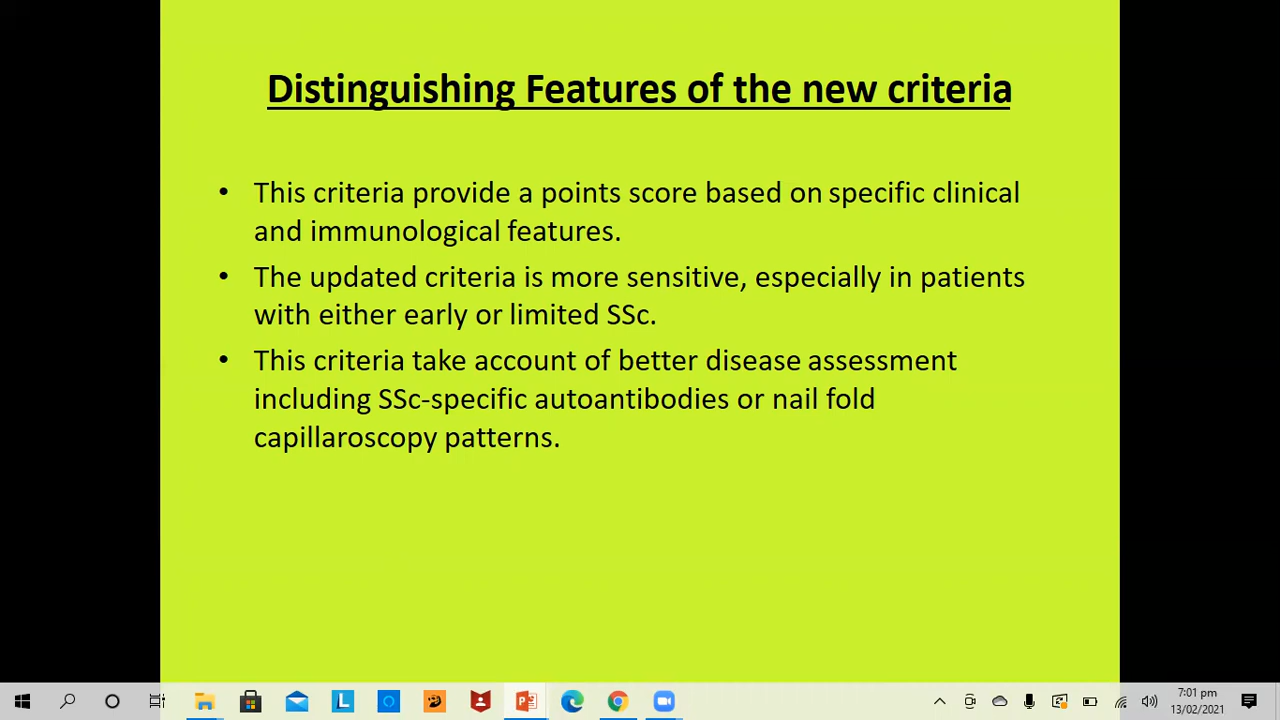 Distinguishing Features of the new criteria
• This criteria provide a points score based on specific clinical
and immunological features.
• The updated criteria is more sensitive, especially in patients
with either early or limited SSc.
• This criteria take account of better disease assessment
including SSc-specific autoantibodies or nail fold
capillaroscopy patterns.
7:01 pm
13/02/2021